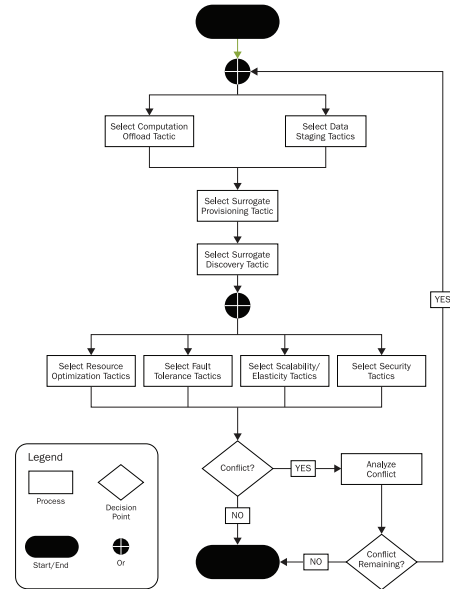 Select Computation
Offload Tactic
Select Data
Staging Tactics
Select Surrogate
Provisioning Tactic
Select Surrogate
Discovery Tactic
YES
Select Resource
Optimization Tactics
Select Fault
Tolerance Tactics
Select Scalability/
Elasticity Tactics
Select Security
Tactics
Conflict?
YES
Analyze
Conflict
NO
NO
Conflict
Remaining?
Legend
Process
Decision
Point
Start/End
Or